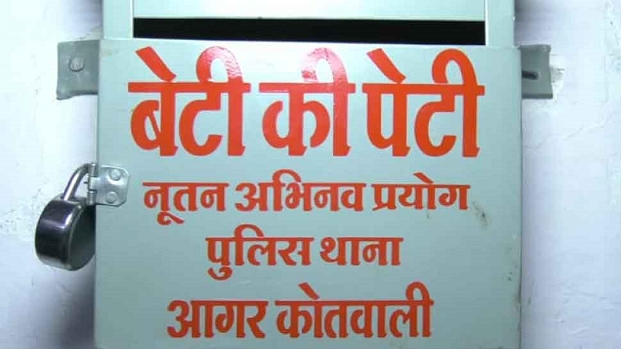 बेटी की पेटी
नूतन अभिनव प्रयोग
पुलिस थाना
आगर कोतवाली